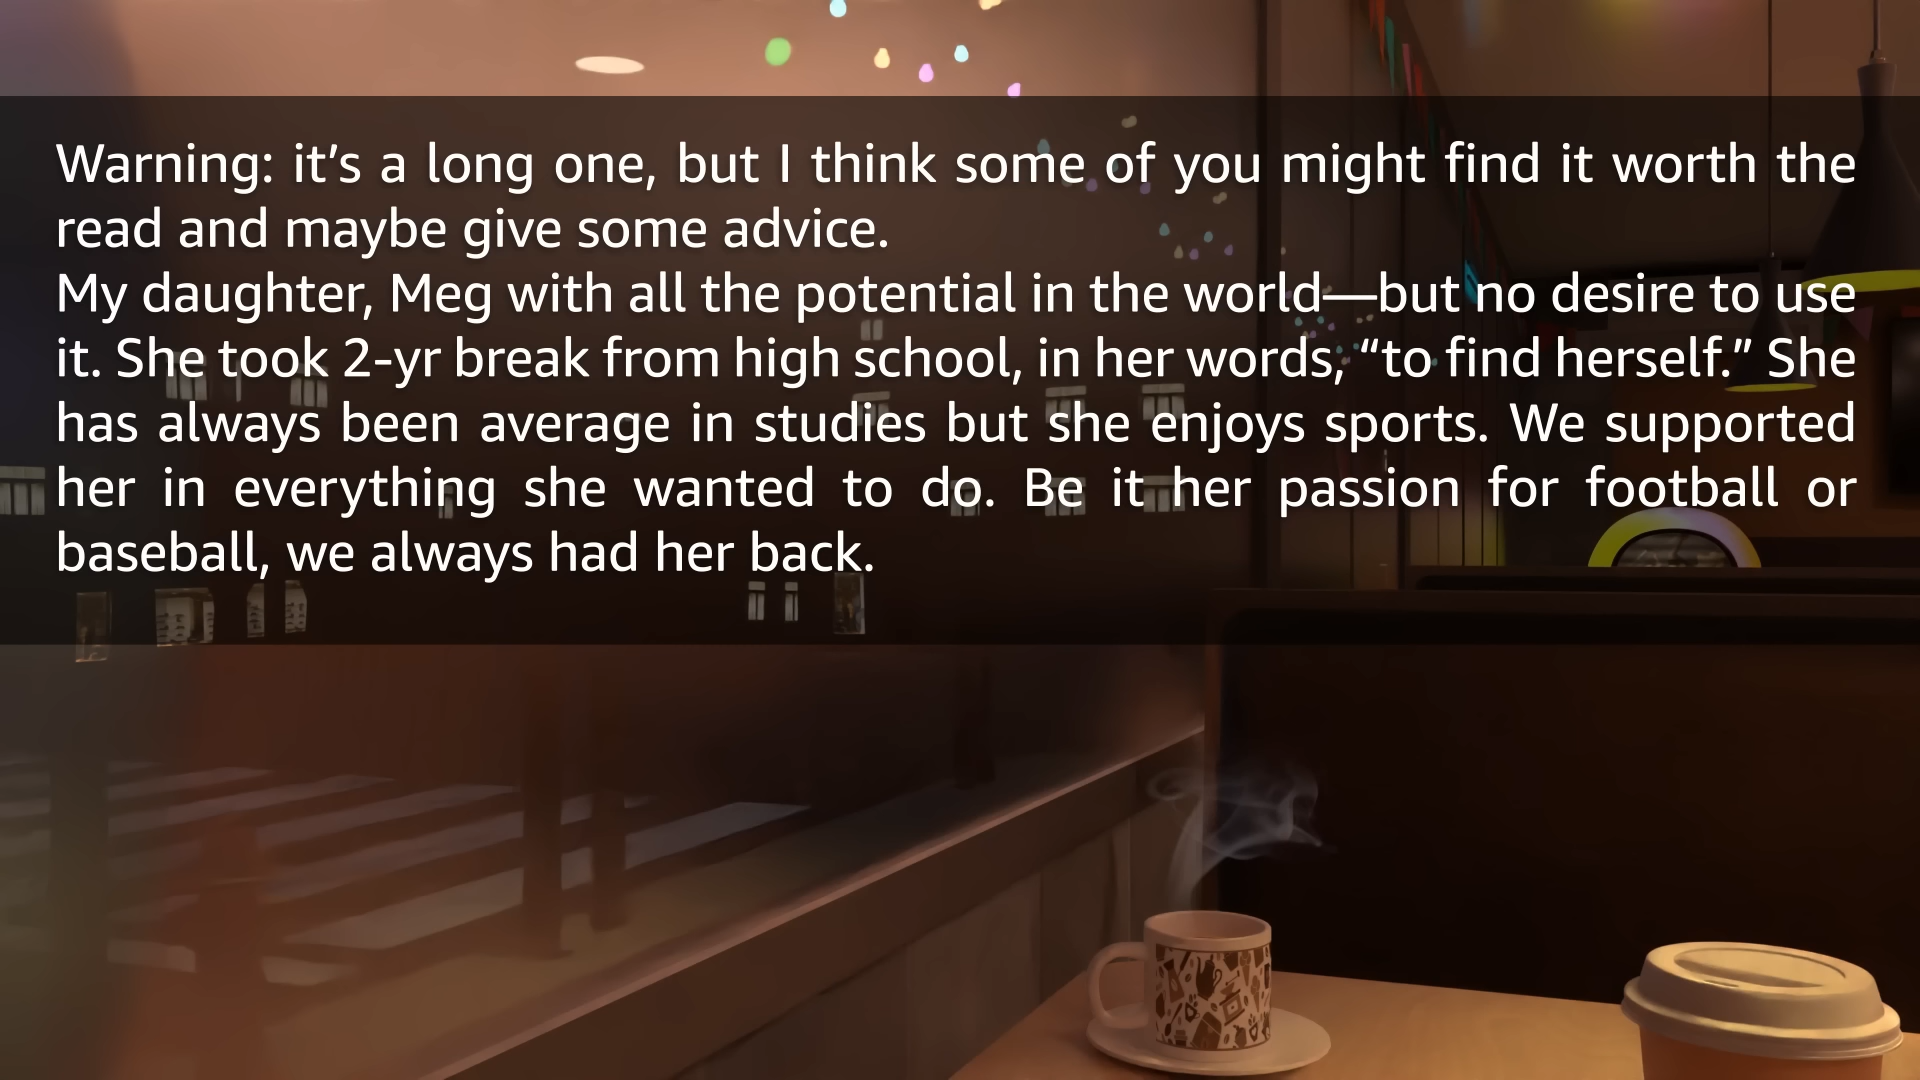 Warning: it’s a long one, but I think some of you might find it worth the
read and maybe give some advice.
My daughter, Meg with all the potential in the world—but no desire to use
it. She took 2-yr break from high school, in her words, “to find herself.” She
has always been average in studies but she enjoys sports. We supported
her in everything she wanted to do. Be it her passion for football or
baseball, we always had her back.